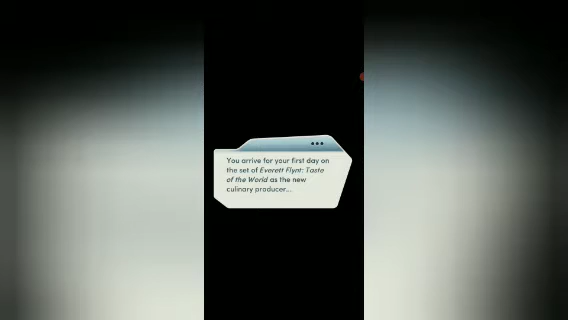 You arrive for your first day on
the set of Everett Flynt: Taste
of the World as the new
culinary producer...